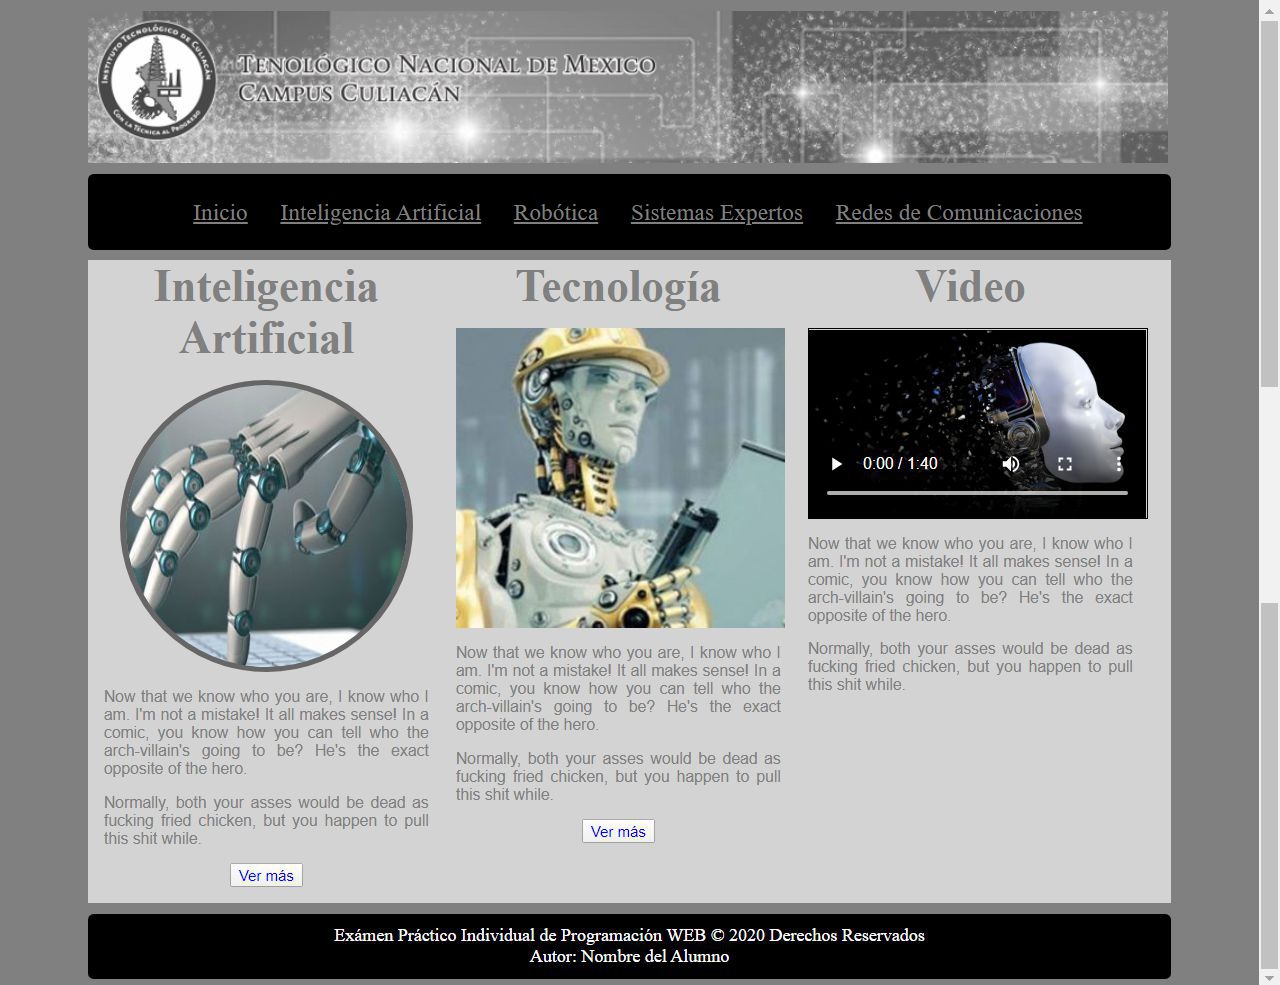 INSTITUTO TECNOLÓGICO DE CULIACÁN
CON LA TÉCNICA AL PROGRESO
TENOLÓGICO NACIONAL DE MEXICO
CAMPUS CULIACÁN
Inicio Inteligencia Artificial Robótica Sistemas Expertos Redes de Comunicaciones
Inteligencia
Artificial
Now that we know who you are, I know who I
am. I'm not a mistake! It all makes sense! In a
comic, you know how you can tell who the
arch-villain's going to be? He's the exact
opposite of the hero.
Normally, both your asses would be dead as
fucking fried chicken, but you happen to pull
this shit while.
Ver más
Tecnología
Now that we know who you are, I know who I
am. I'm not a mistake! It all makes sense! In a
comic, you know how you can tell who the
arch-villain's going to be? He's the exact
opposite of the hero.
Normally, both your asses would be dead as
fucking fried chicken, but you happen to pull
this shit while.
Ver más
Video
0:00 / 1:40
Now that we know who you are, I know who I
am. I'm not a mistake! It all makes sense! In a
comic, you know how you can tell who the
arch-villain's going to be? He's the exact
opposite of the hero.
Normally, both your asses would be dead as
fucking fried chicken, but you happen to pull
this shit while.
Exámen Práctico Individual de Programación WEB © 2020 Derechos Reservados
Autor: Nombre del Alumno